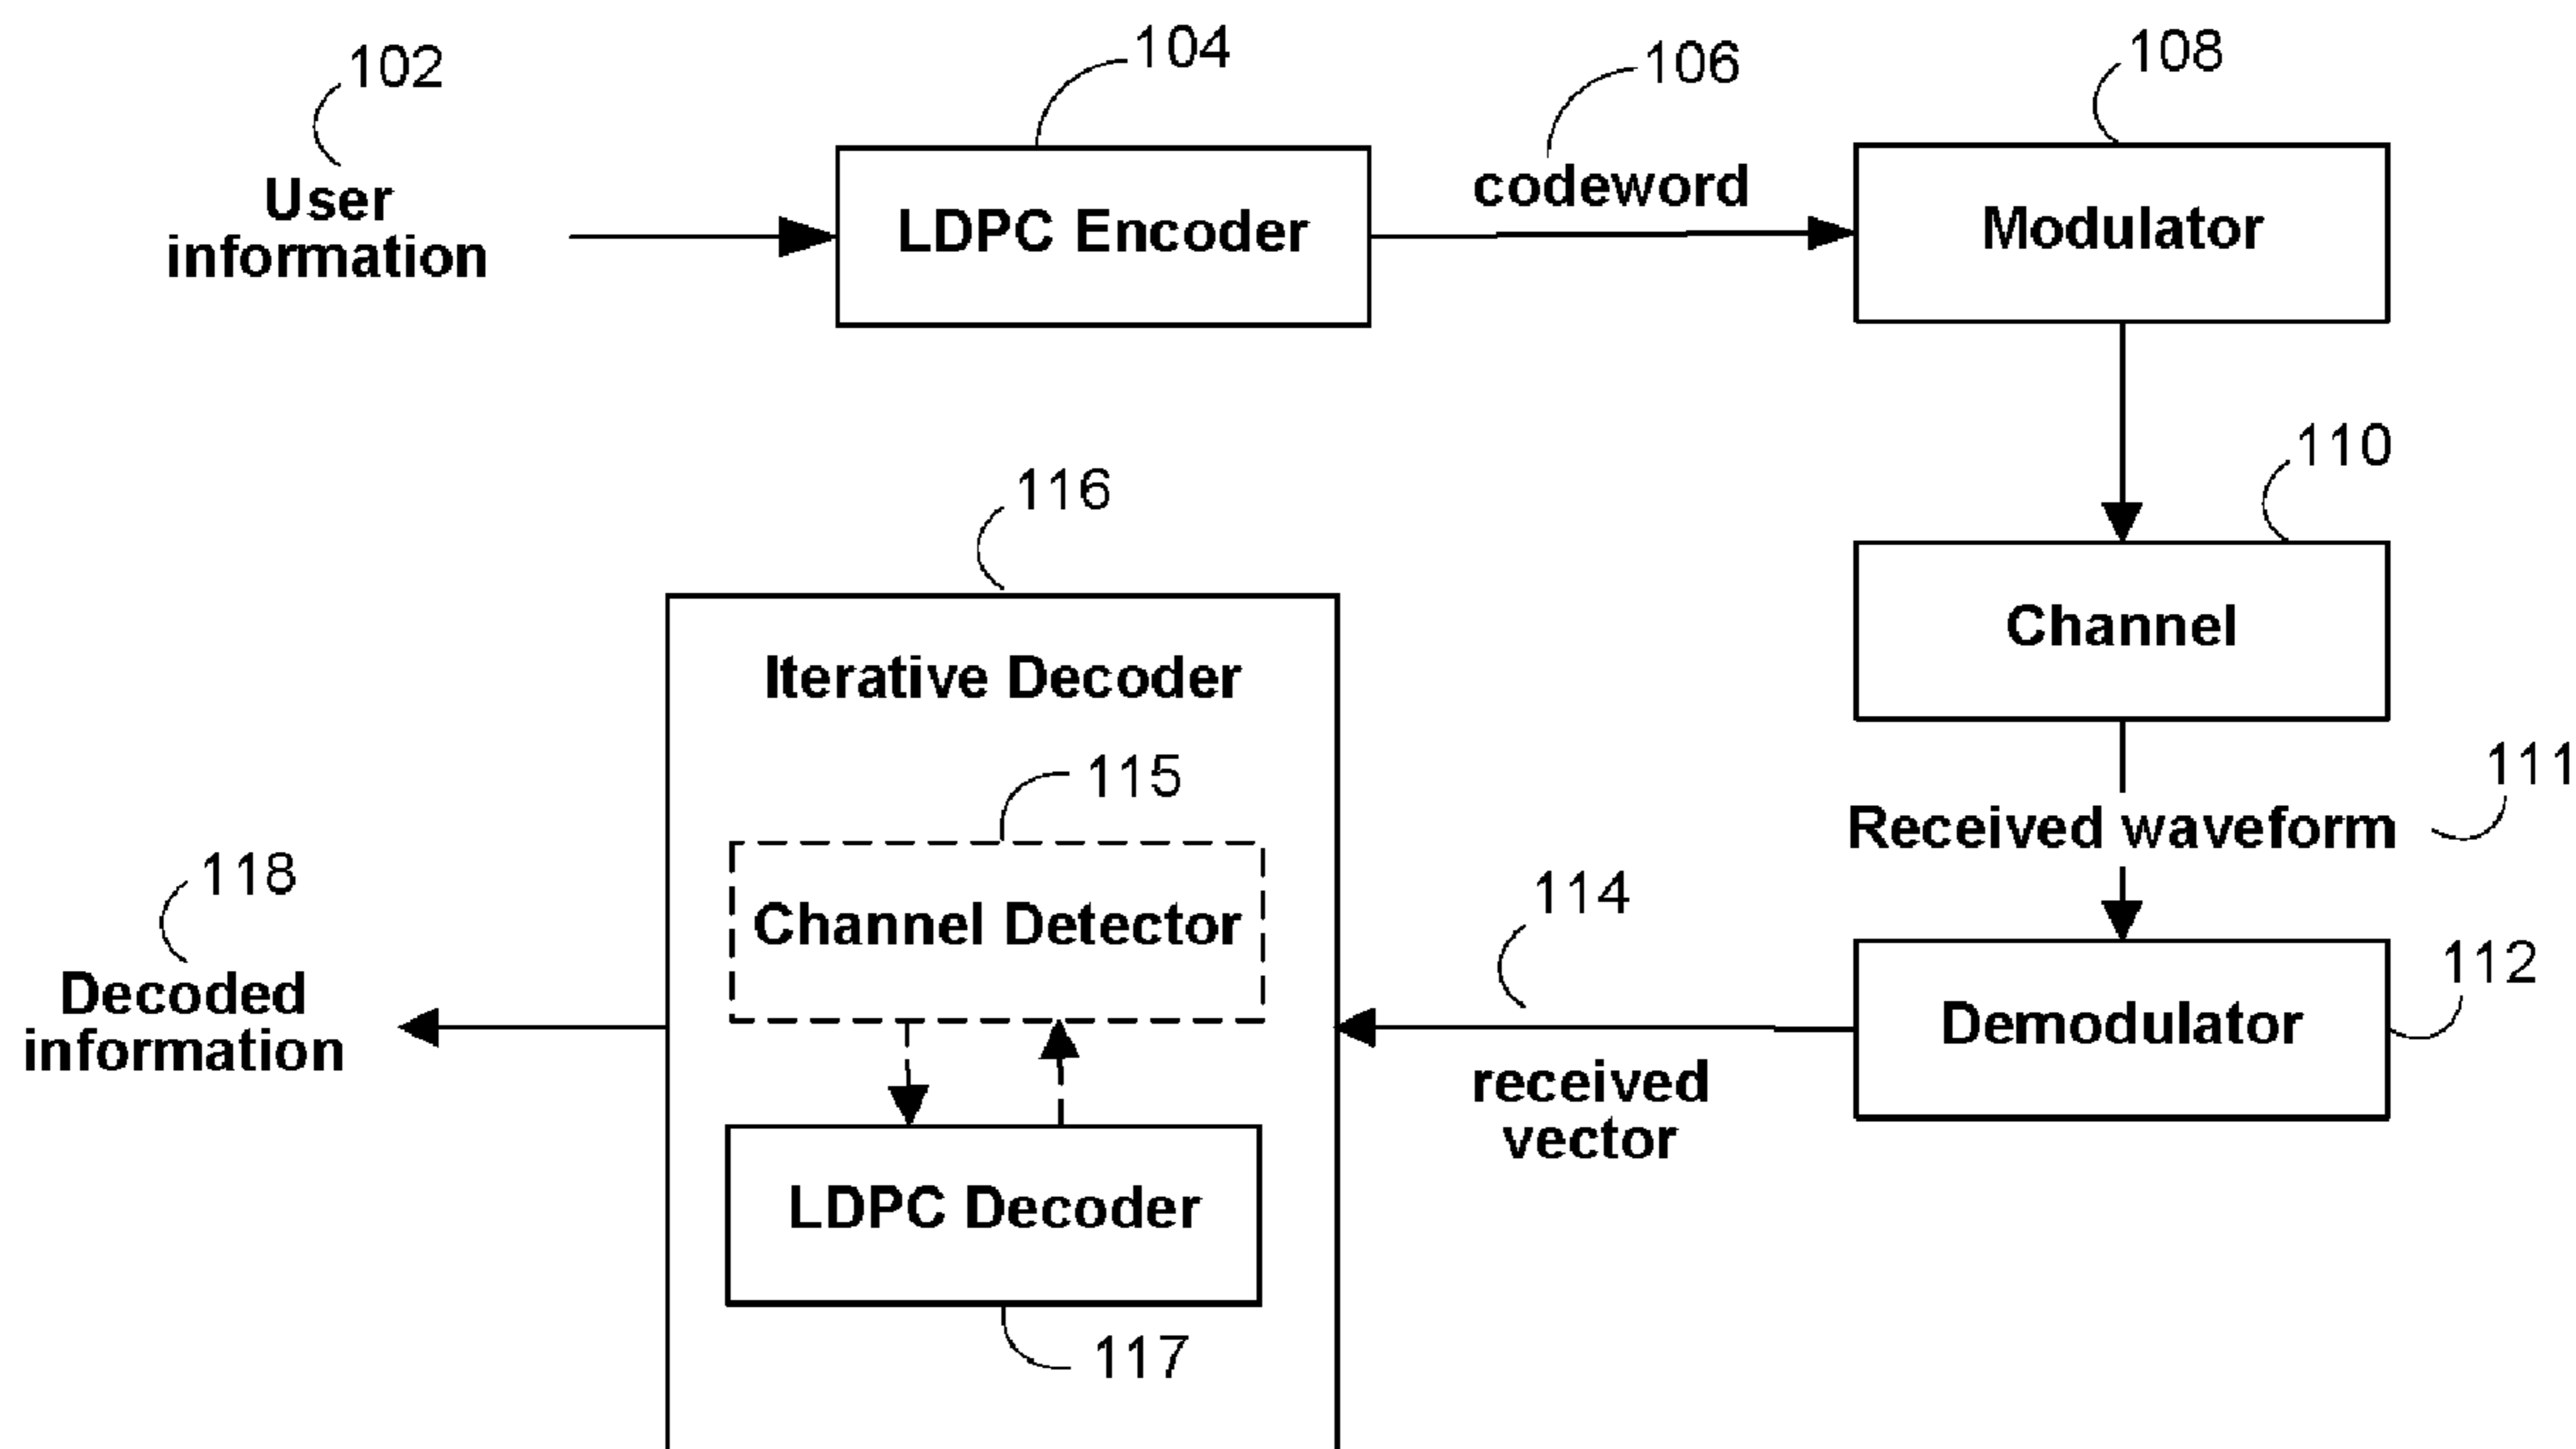 102
User
information
104
LDPC Encoder
106
codeword
108
Modulator
110
Channel
111
Received waveform
112
Demodulator
114
received
vector
116
Iterative Decoder
115
Channel Detector
LDPC Decoder
117
118
Decoded
information